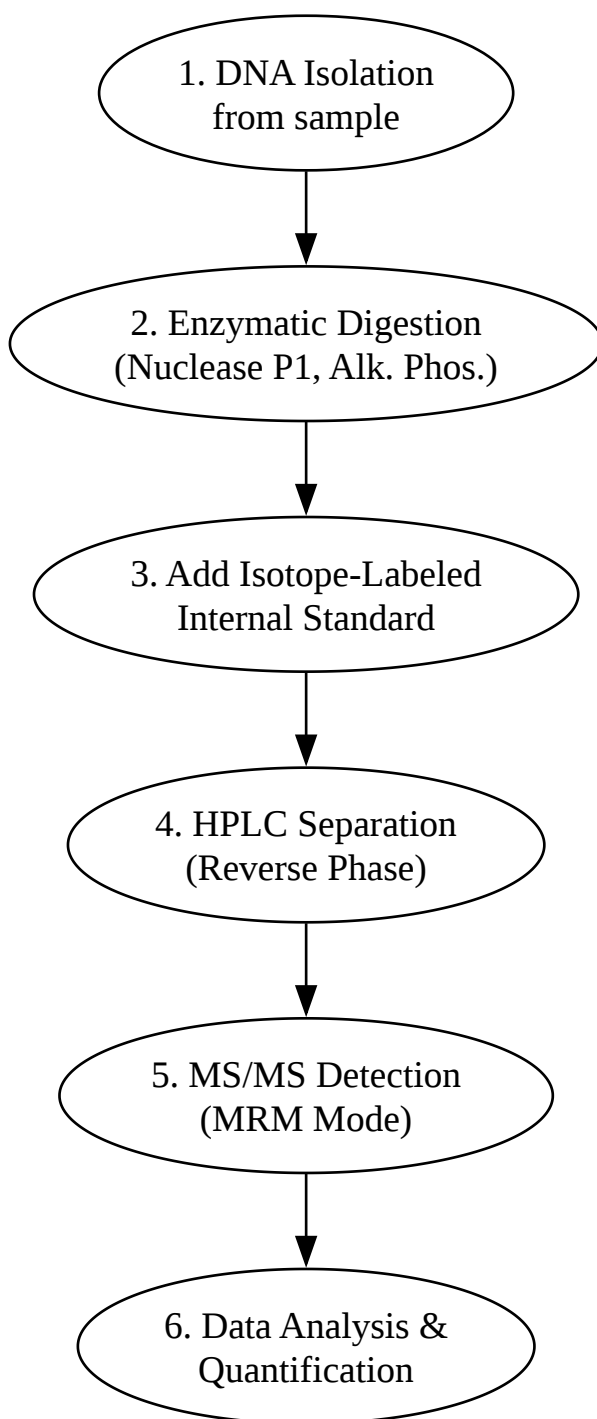 1. DNA Isolation
from sample
2. Enzymatic Digestion
(Nuclease P1, Alk. Phos.)
3. Add Isotope-Labeled
Internal Standard
4. HPLC Separation
(Reverse Phase)
5. MS/MS Detection
(MRM Mode)
6. Data Analysis &
Quantification